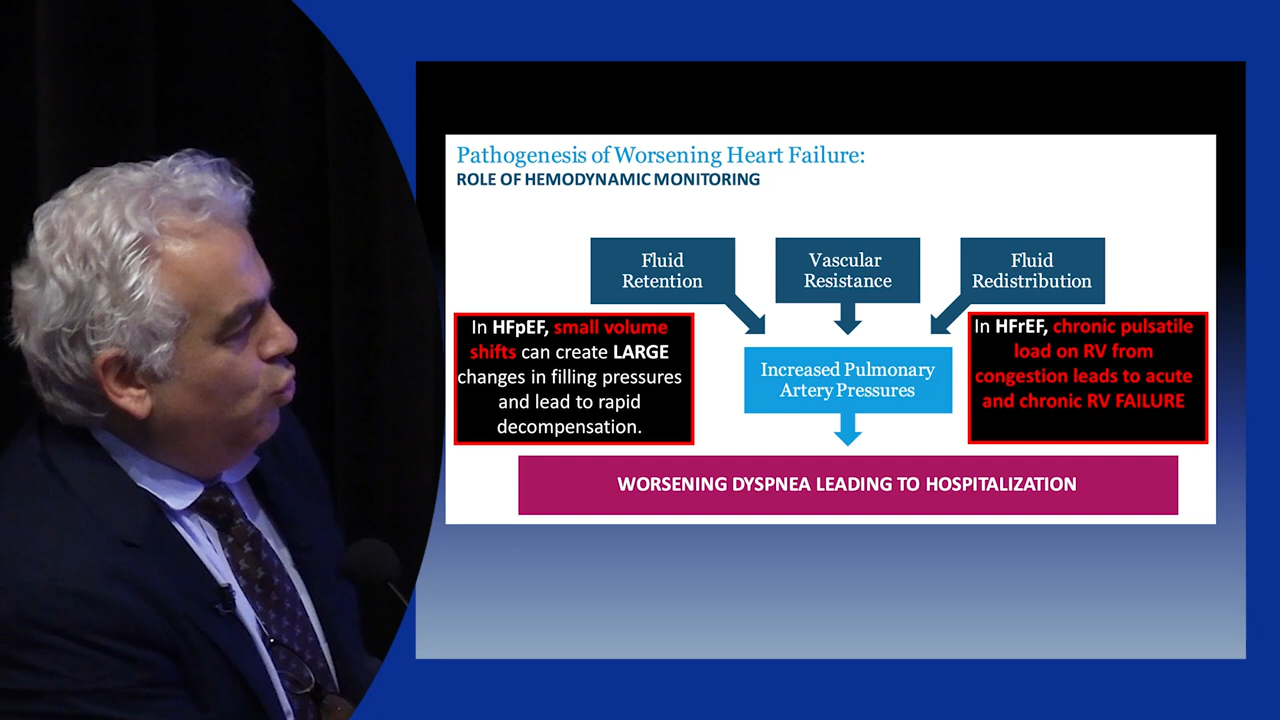 Pathogenesis of Worsening Heart Failure:
ROLE OF HEMODYNAMIC MONITORING
Fluid
Retention
Vascular
Resistance
Fluid
Redistribution
In HFpEF, small volume
shifts can create LARGE
changes in filling pressures
and lead to rapid
decompensation.
Increased Pulmonary
Artery Pressures
In HFrEF, chronic pulsatile
load on RV from
congestion leads to acute
and chronic RV FAILURE
WORSENING DYSPNEA LEADING TO HOSPITALIZATION